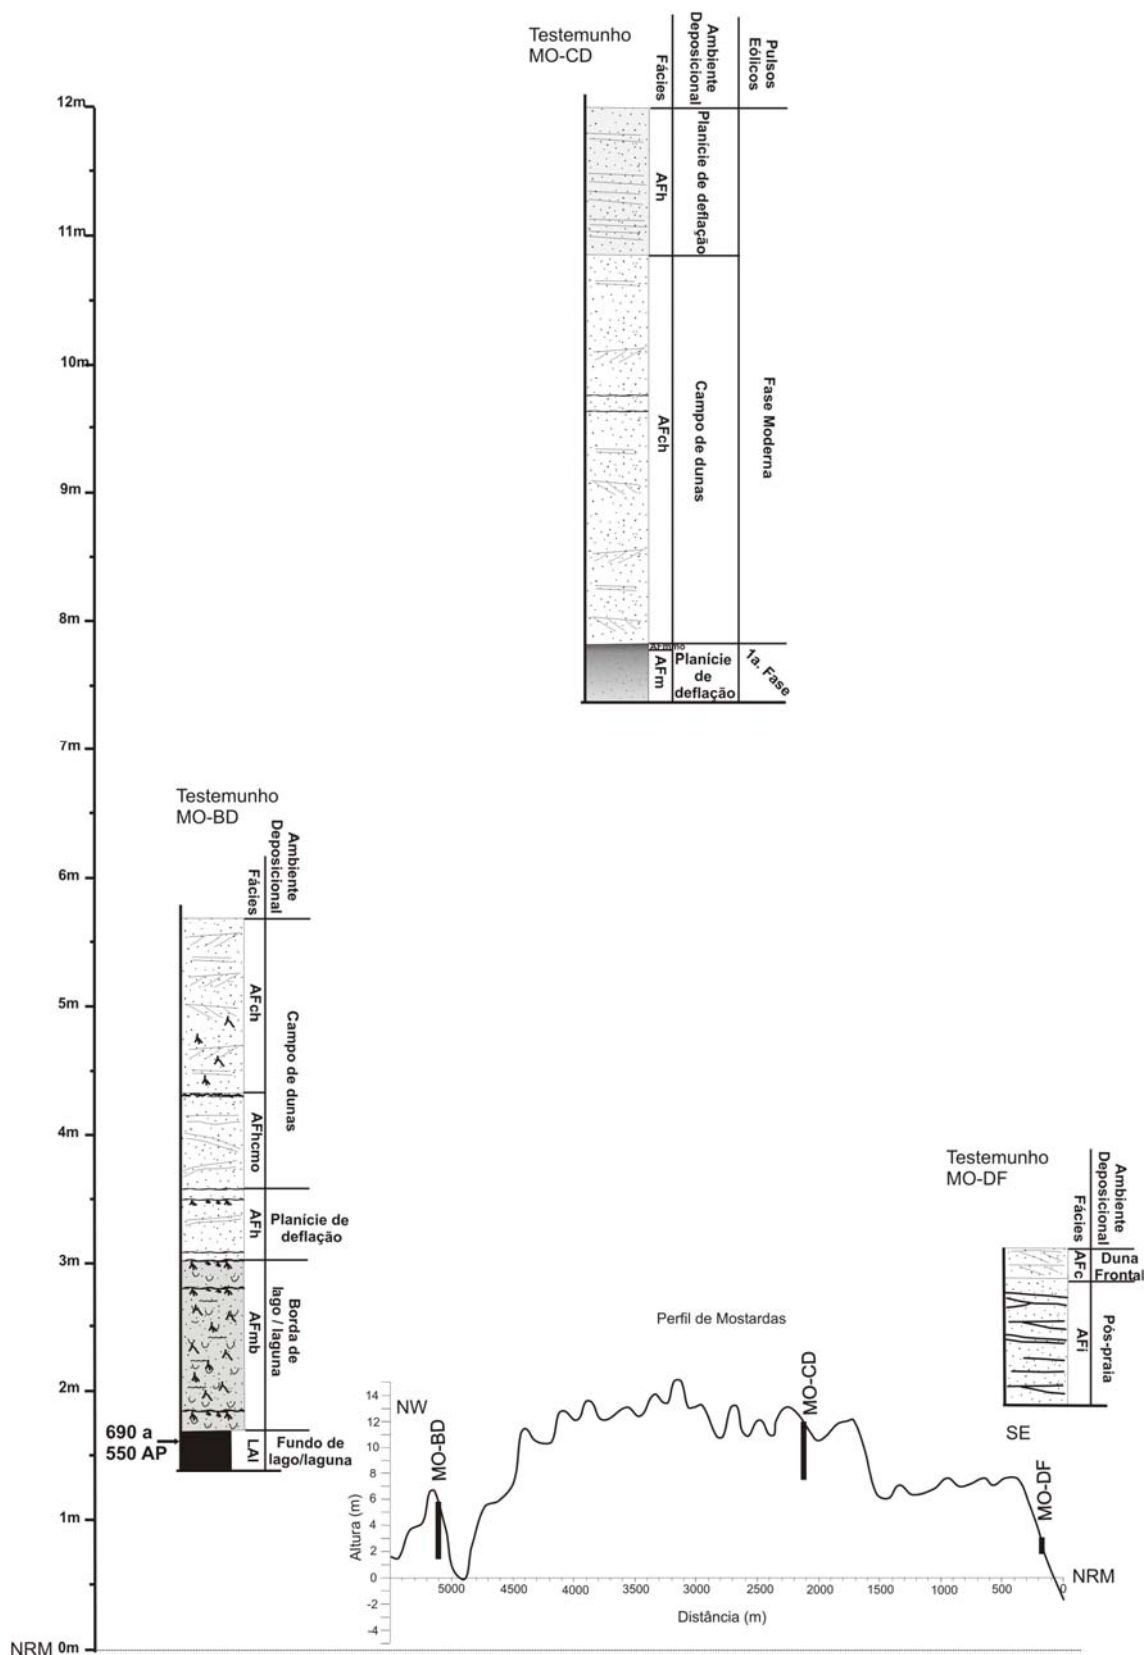 Testemunho
MO-CD
Fácies
Ambiente
Deposicional
Pulsos
Eólicos
12m
11m
10m
9m
8m
7m
6m
5m
4m
3m
2m
1m
NRM 0m
AFh
Planície de deflação
AFch
Campo de dunas
Fase Moderna
AFm
Planície
de
deflação
1a. Fase
Testemunho
MO-BD
Fácies
Ambiente
Deposicional
AFch
Campo de dunas
AFhcmo
AFh
Planície de
deflação
AFmb
Borda de
lago / laguna
690 a
550 AP
LAl
Fundo de
lago/laguna
Testemunho
MO-DF
Fácies
Ambiente
Deposicional
AFc
Duna
Frontal
AFi
Pós-praia
Perfil de Mostardas
NW
SE
MO-BD
MO-CD
MO-DF
NRM
Altura (m)
14
12
10
8
6
4
2
0
-2
-4
5000 4500 4000 3500 3000 2500 2000 1500 1000 500 0
Distância (m)